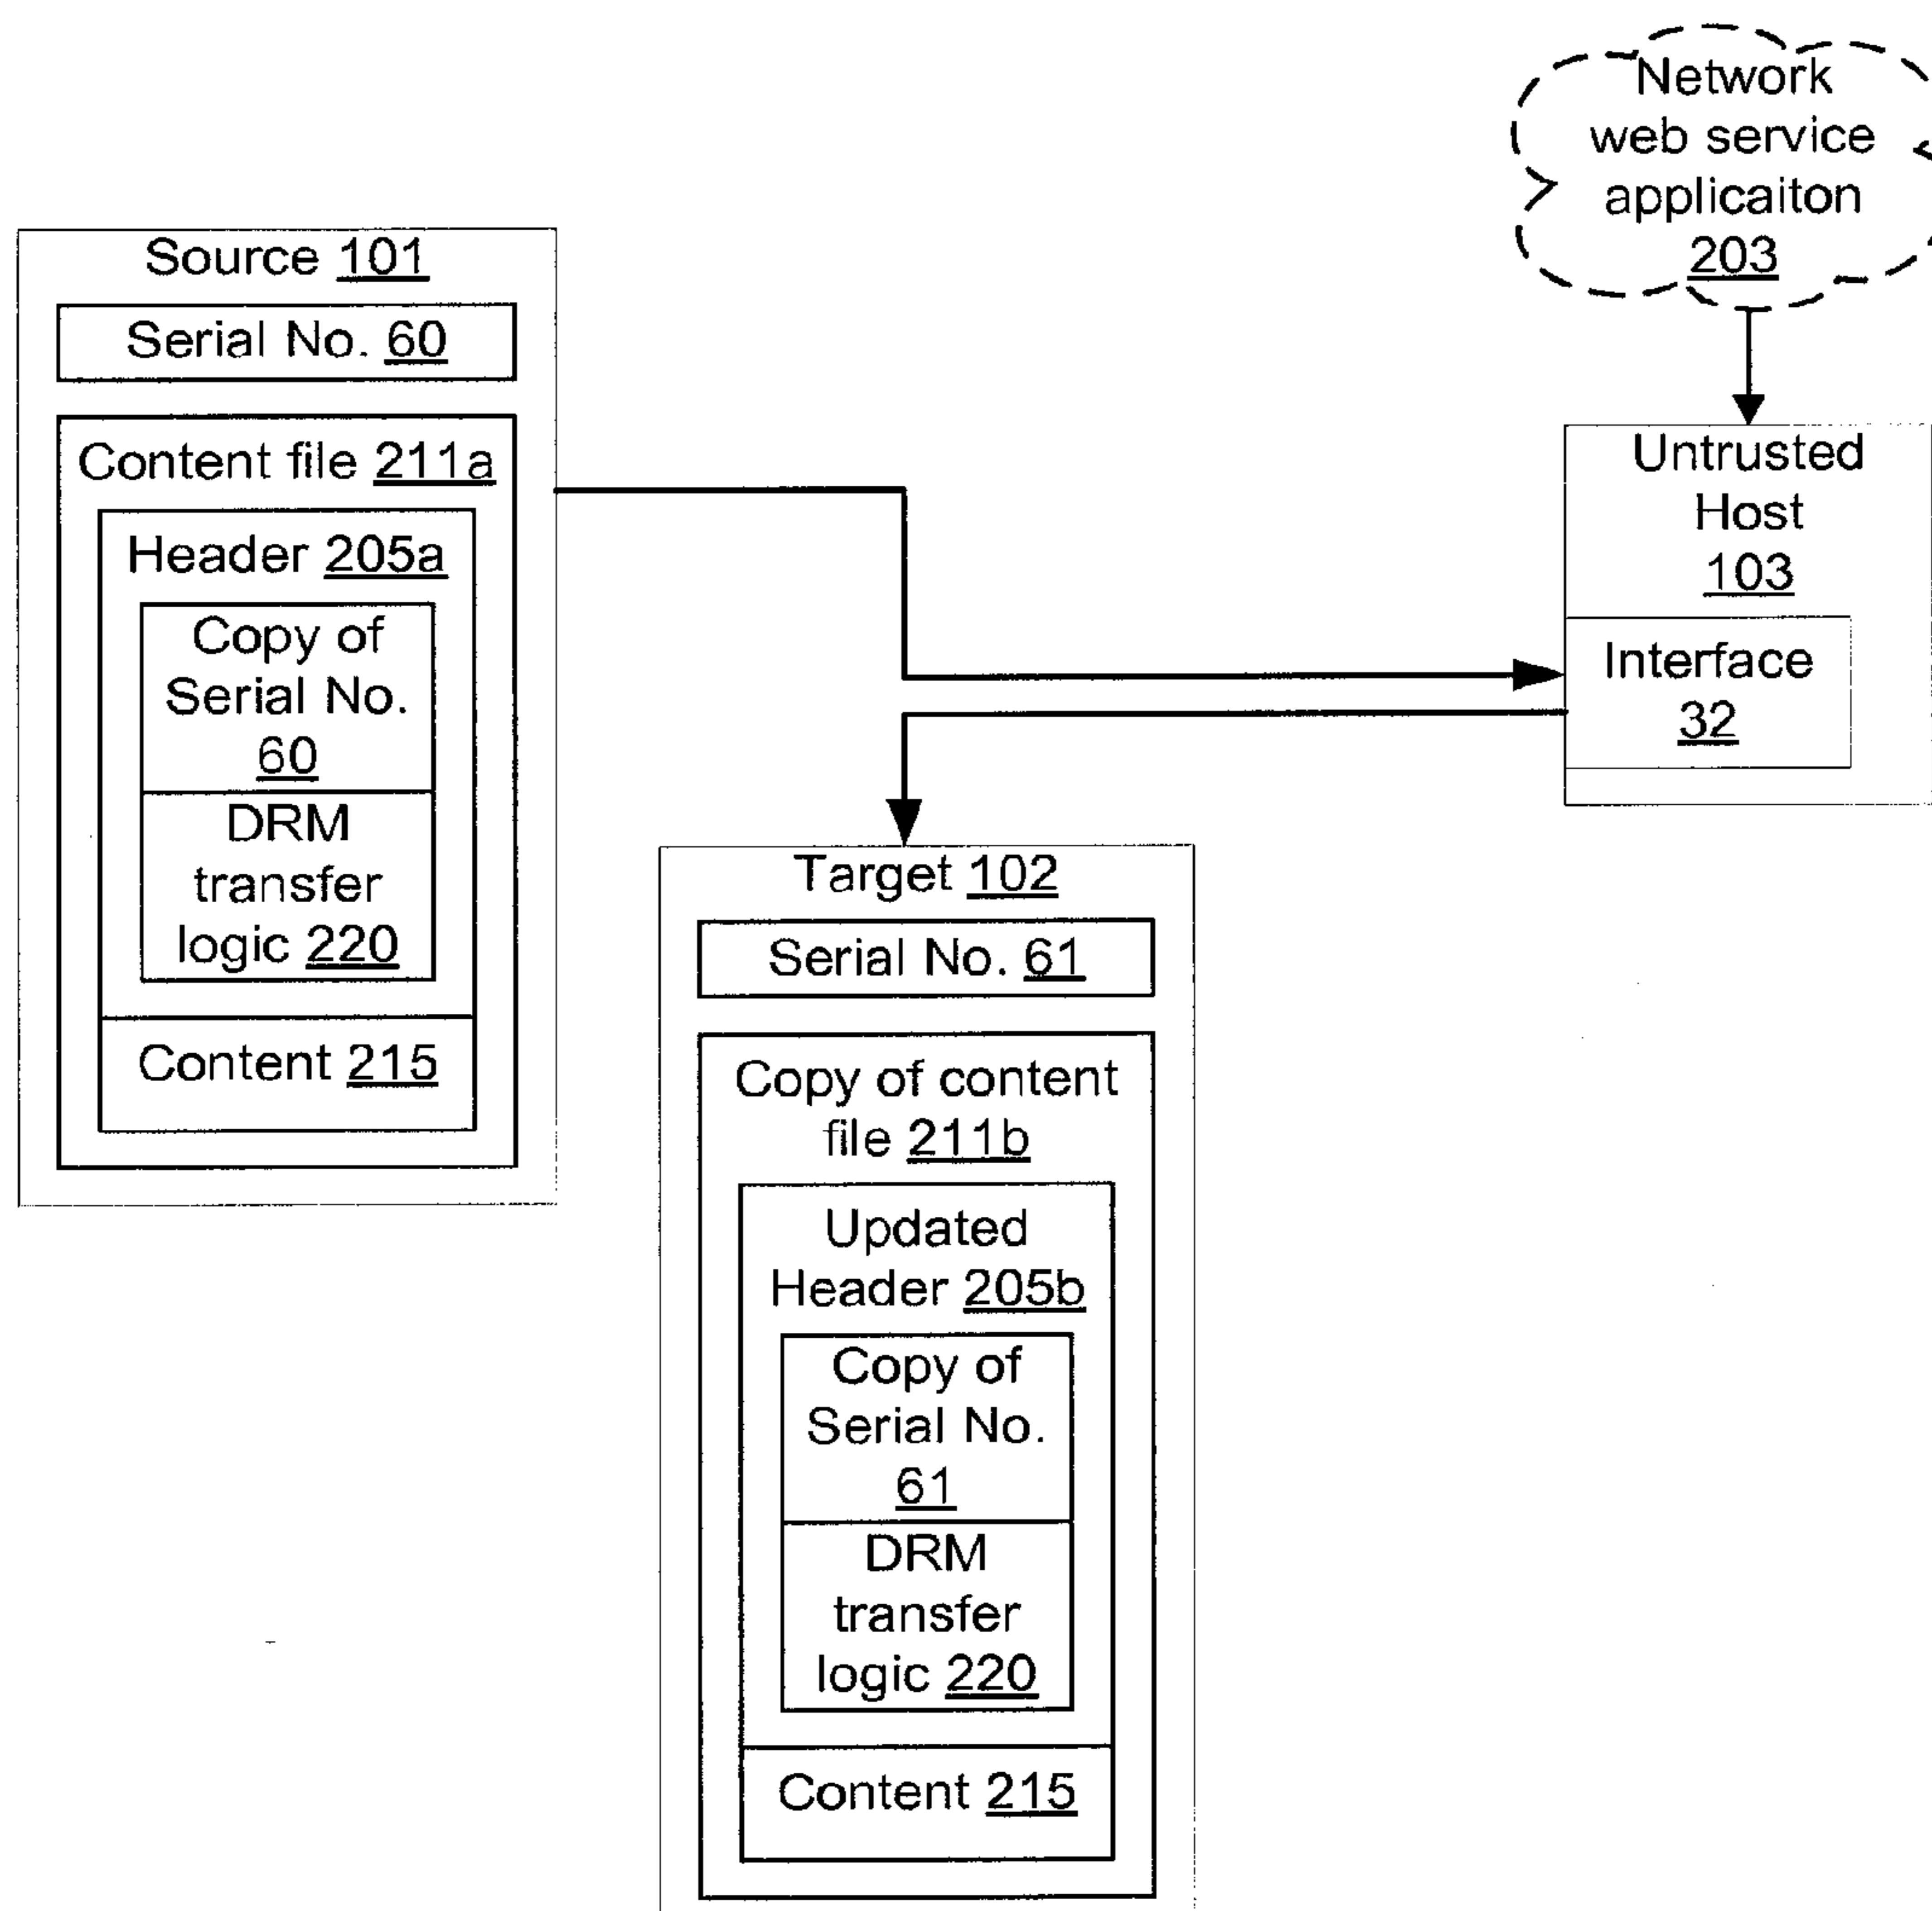 Network
web service
applicaiton
203
Source 101
Serial No. 60
Content file 211a
Header 205a
Copy of
Serial No.
60
DRM
transfer
logic 220
Content 215
Untrusted
Host
103
Interface
32
Target 102
Serial No. 61
Copy of content
file 211b
Updated
Header 205b
Copy of
Serial No.
61
DRM
transfer
logic 220
Content 215